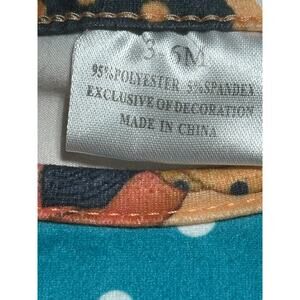 3-6M
95%POLYESTER 5%SPANDEX
EXCLUSIVE OF DECORATION
MADE IN CHINA